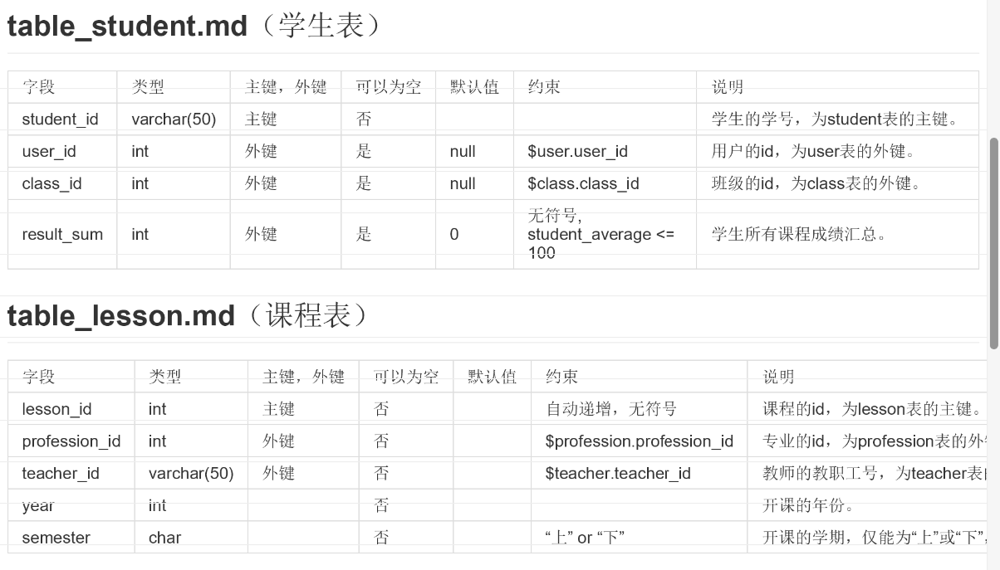 table_student.md（学生表）
字段 类型 主键，外键 可以为空 默认值 约束 说明
student_id varchar(50) 主键 否 学生的学号，为student表的主键。
user_id int 外键 是 null $user.user_id 用户的id，为user表的外键。
class_id int 外键 是 null $class.class_id 班级的id，为class表的外键。
result_sum int 外键 是 0 无符号, student_average <= 100 学生所有课程成绩汇总。
table_lesson.md（课程表）
字段 类型 主键，外键 可以为空 默认值 约束 说明
lesson_id int 主键 否 自动递增，无符号 课程的id，为lesson表的主键。
profession_id int 外键 否 $profession.profession_id 专业的id，为profession表的外
teacher_id varchar(50) 外键 否 $teacher.teacher_id 教师的教职工号，为teacher表
year int 否 开课的年份。
semester char 否 “上” or “下” 开课的学期，仅能为“上”或“下”，